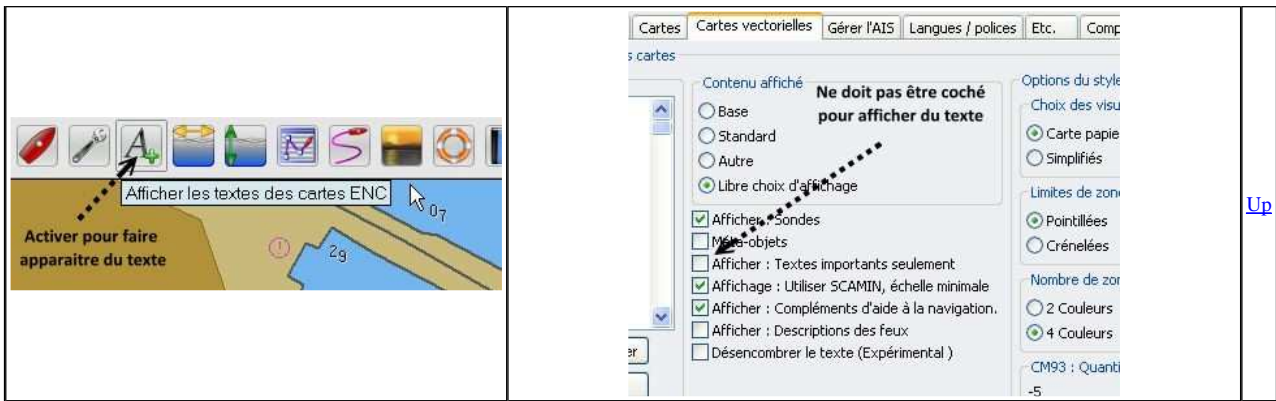 Afficher les textes des cartes ENC
Activer pour faire
apparaitre du texte
07
29
Cartes
Cartes vectorielles
Gérer l'AIS
Langues / polices
Etc.
Comp
s cartes
Contenu affiché
Ne doit pas être coché
pour afficher du texte
Base
Standard
Autre
Libre choix d'affichage
Afficher : Sondes
Méta-objets
Afficher : Textes importants seulement
Affichage : Utiliser SCAMIN, échelle minimale
Afficher : Compléments d'aide à la navigation.
Afficher : Descriptions des feux
Désencombrer le texte (Expérimental )
er
Options du style
Choix des visu
Carte papie
Simplifiés
Limites de zone
Pointillées
Crénelées
Nombre de zor
2 Couleurs
4 Couleurs
CM93 : Quanti
-5
Up